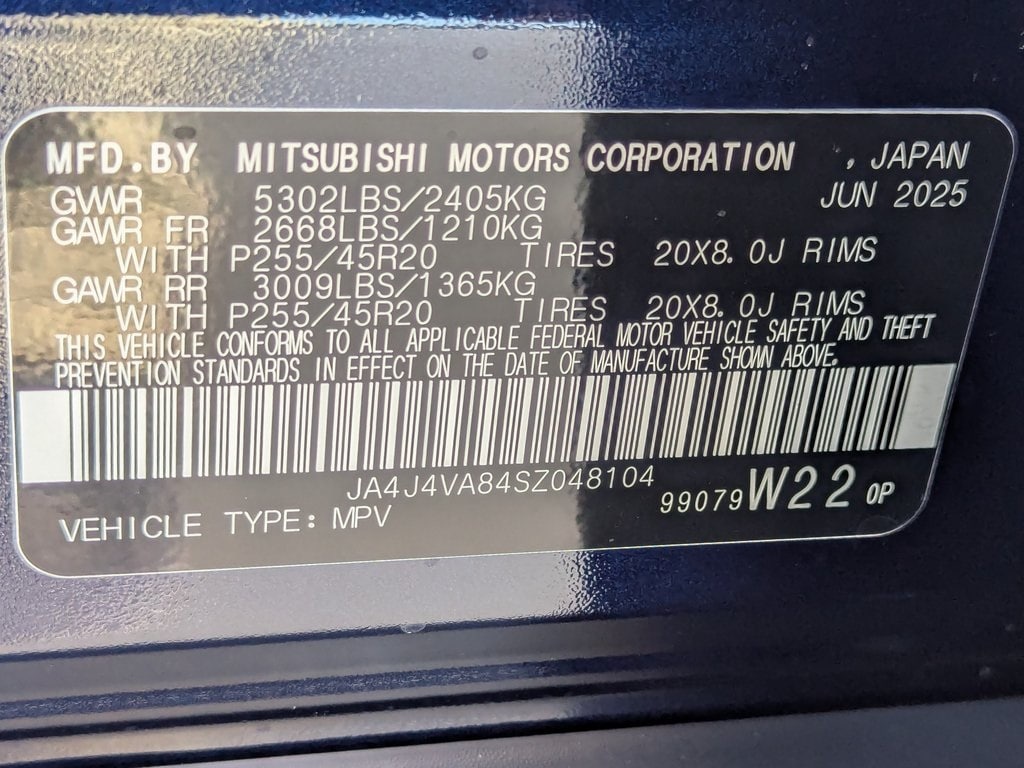 MFD.BY MITSUBISHI MOTORS CORPORATION , JAPAN
GVWR 5302LBS/2405KG JUN 2025
GAWR FR 2668LBS/1210KG
WITH P255/45R20 TIRES 20X8.0J RIMS
GAWR RR 3009LBS/1365KG
WITH P255/45R20 TIRES 20X8.0J RIMS
THIS VEHICLE CONFORMS TO ALL APPLICABLE FEDERAL MOTOR VEHICLE SAFETY AND THEFT
PREVENTION STANDARDS IN EFFECT ON THE DATE OF MANUFACTURE SHOWN ABOVE.
JA4J4VA84SZ048104
99079 W22 OP
VEHICLE TYPE: MPV